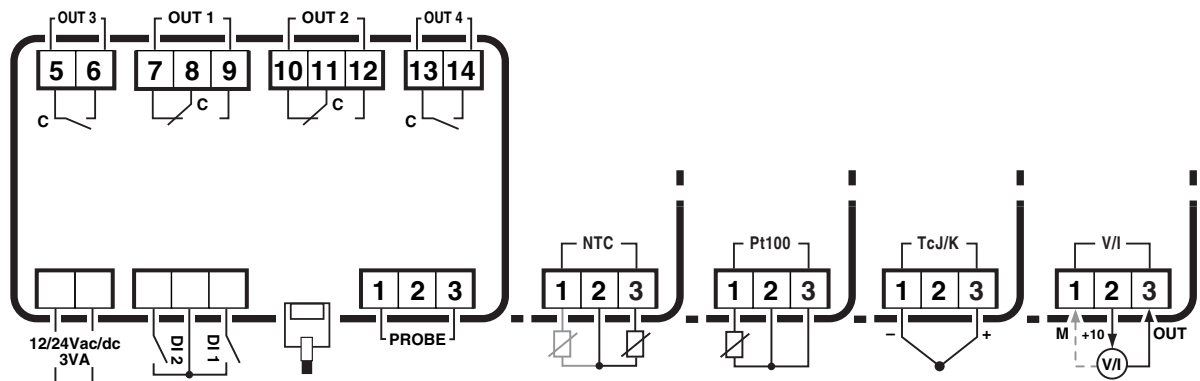 OUT 3 OUT 1 OUT 2 OUT 4
5 6 7 8 9 10 11 12 13 14
C C C C
NTC Pt100 TcJ/K V/I
1 2 3 1 2 3 1 2 3 1 2 3 1 2 3
12/24Vac/dc
3VA
DI 2
DI 1
PROBE
– +
M +10 OUT
V/I